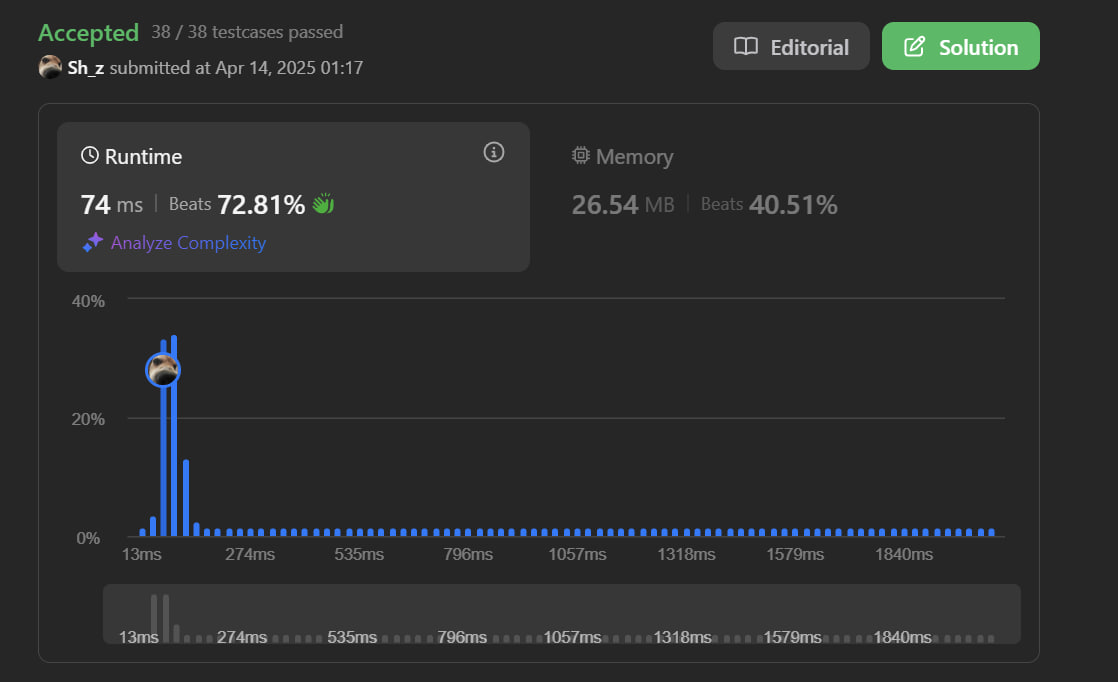 Accepted 38 / 38 testcases passed
Sh_z submitted at Apr 14, 2025 01:17
Editorial
Solution
Runtime
74 ms | Beats 72.81%
Analyze Complexity
Memory
26.54 MB | Beats 40.51%
40%
20%
0%
13ms 274ms 535ms 796ms 1057ms 1318ms 1579ms 1840ms
13ms 274ms 535ms 796ms 1057ms 1318ms 1579ms 1840ms